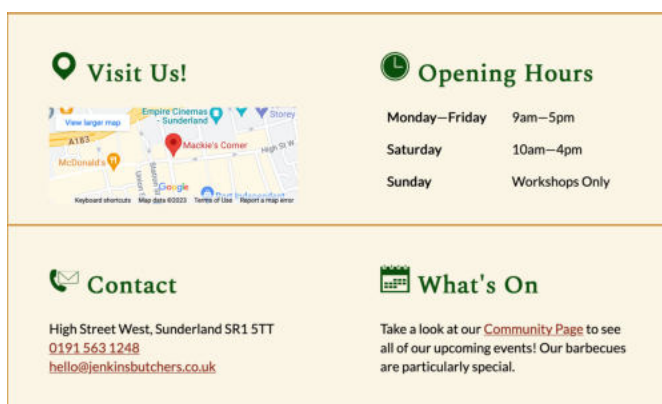 Visit Us!
View larger map
Empire Cinemas
- Sunderland
Storey
A183
Mackie's Corner
High St W
McDonald's
Google
Keyboard shortcuts Map data ©2023 Terms of Use Report a map error
Opening Hours
Monday—Friday 9am—5pm
Saturday 10am—4pm
Sunday Workshops Only
Contact
High Street West, Sunderland SR1 5TT
0191 563 1248
hello@jenkinsbutchers.co.uk
What's On
Take a look at our Community Page to see
all of our upcoming events! Our barbecues
are particularly special.